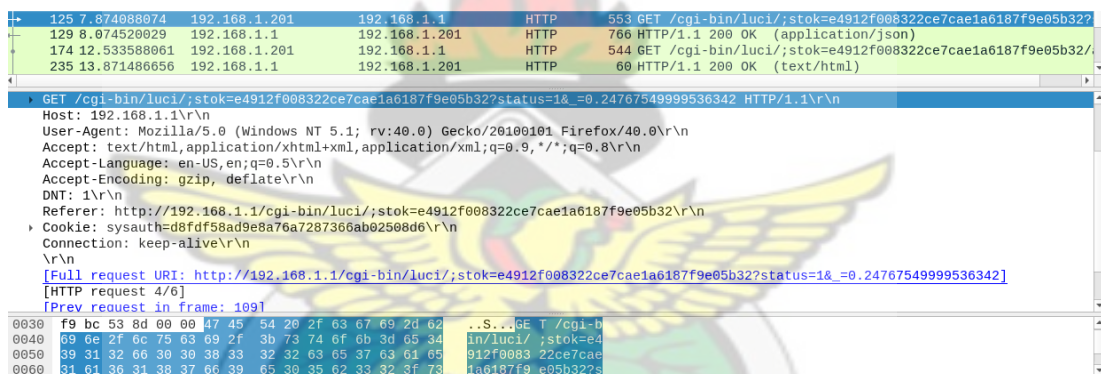 125 7.874088074 192.168.1.201 192.168.1.1 HTTP 553 GET /cgi-bin/luci/;stok=e4912f008322ce7cae1a6187f9e05b32?
129 8.074520029 192.168.1.1 192.168.1.201 HTTP 766 HTTP/1.1 200 OK (application/json)
174 12.533588061 192.168.1.201 192.168.1.1 HTTP 544 GET /cgi-bin/luci/;stok=e4912f008322ce7cae1a6187f9e05b32/
235 13.871486656 192.168.1.1 192.168.1.201 HTTP 60 HTTP/1.1 200 OK (text/html)
GET /cgi-bin/luci/;stok=e4912f008322ce7cae1a6187f9e05b32?status=1&_=0.24767549999536342 HTTP/1.1\r\n
Host: 192.168.1.1\r\n
User-Agent: Mozilla/5.0 (Windows NT 5.1; rv:40.0) Gecko/20100101 Firefox/40.0\r\n
Accept: text/html,application/xhtml+xml,application/xml;q=0.9,*/*;q=0.8\r\n
Accept-Language: en-US,en;q=0.5\r\n
Accept-Encoding: gzip, deflate\r\n
DNT: 1\r\n
Referer: http://192.168.1.1/cgi-bin/luci/;stok=e4912f008322ce7cae1a6187f9e05b32\r\n
Cookie: sysauth=d8fdf58ad9e8a76a7287366ab02508d6\r\n
Connection: keep-alive\r\n
\r\n
[Full request URI: http://192.168.1.1/cgi-bin/luci/;stok=e4912f008322ce7cae1a6187f9e05b32?status=1&_=0.24767549999536342]
[HTTP request 4/6]
[Prev request in frame: 109]
0030 f9 bc 53 8d 00 00 47 45 54 20 2f 63 67 69 2d 62 ..S...GE T /cgi-b
0040 69 6e 2f 6c 75 63 69 2f 3b 73 74 6f 6b 3d 65 34 in/luci/ ;stok=e4
0050 39 31 32 66 30 30 38 33 32 32 63 65 37 63 61 65 912f0083 22ce7cae
0060 31 61 36 31 38 37 66 39 65 30 35 62 33 32 3f 73 1a6187f9 e05b32?s